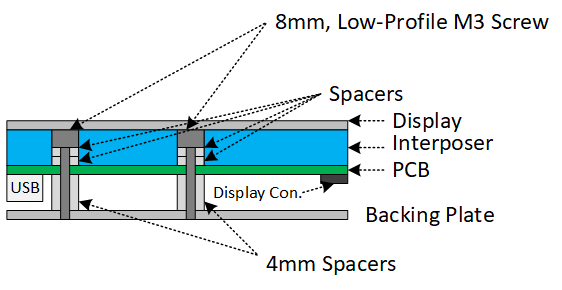 8mm, Low-Profile M3 Screw
Spacers
Display
Interposer
PCB
USB
Display Con.
Backing Plate
4mm Spacers